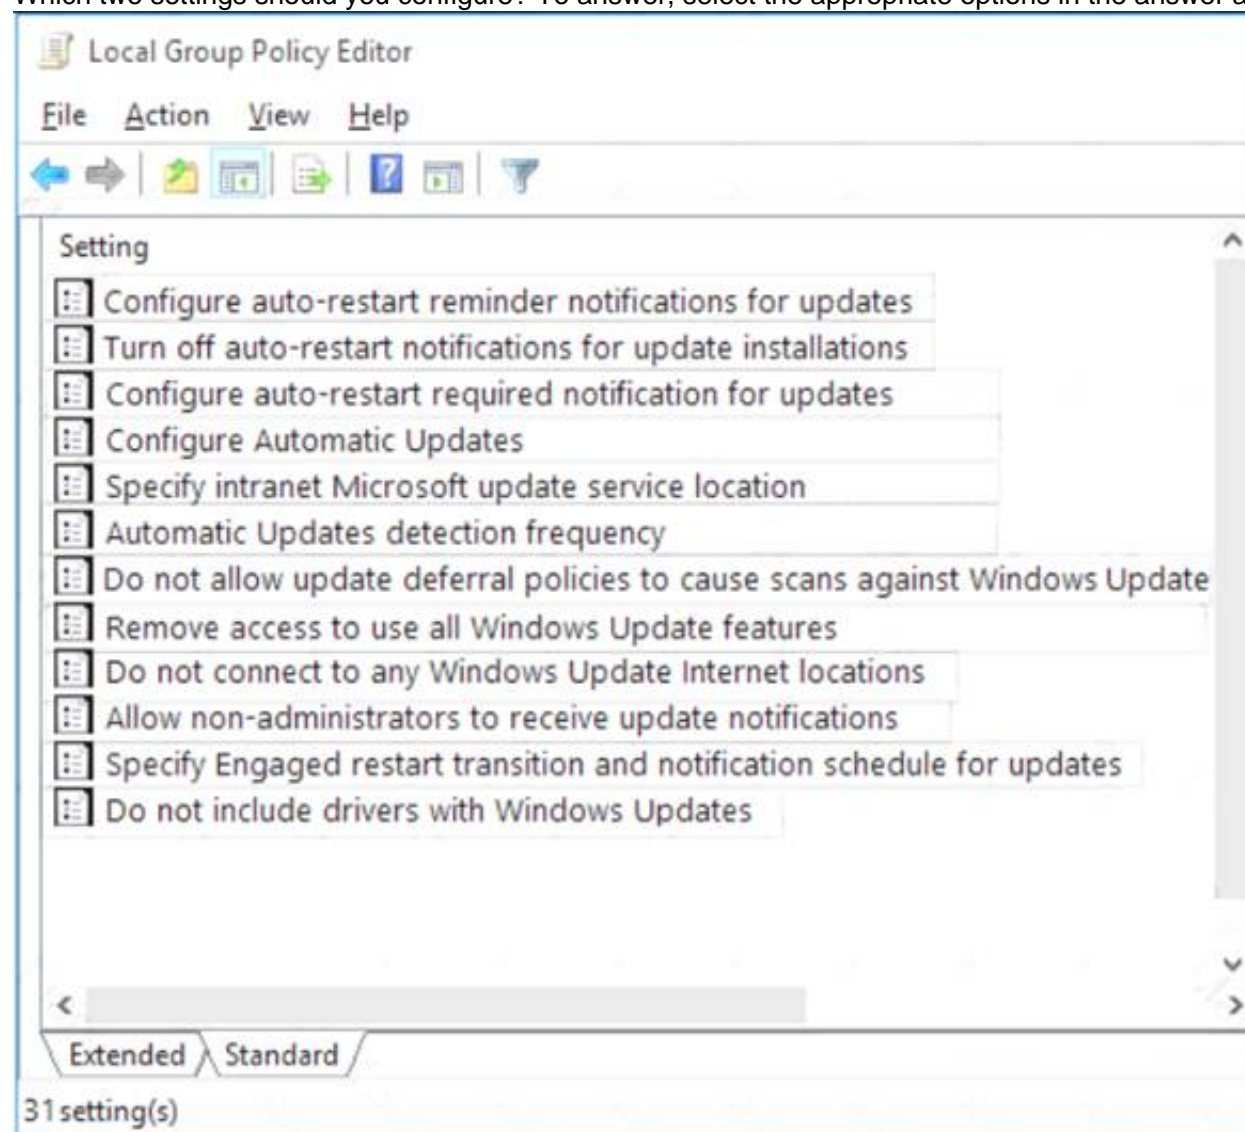 Which two settings should you configure? To answer, select the appropriate options in the answer a
Local Group Policy Editor
File Action View Help
Setting
Configure auto-restart reminder notifications for updates
Turn off auto-restart notifications for update installations
Configure auto-restart required notification for updates
Configure Automatic Updates
Specify intranet Microsoft update service location
Automatic Updates detection frequency
Do not allow update deferral policies to cause scans against Windows Update
Remove access to use all Windows Update features
Do not connect to any Windows Update Internet locations
Allow non-administrators to receive update notifications
Specify Engaged restart transition and notification schedule for updates
Do not include drivers with Windows Updates
Extended Standard
31setting(s)